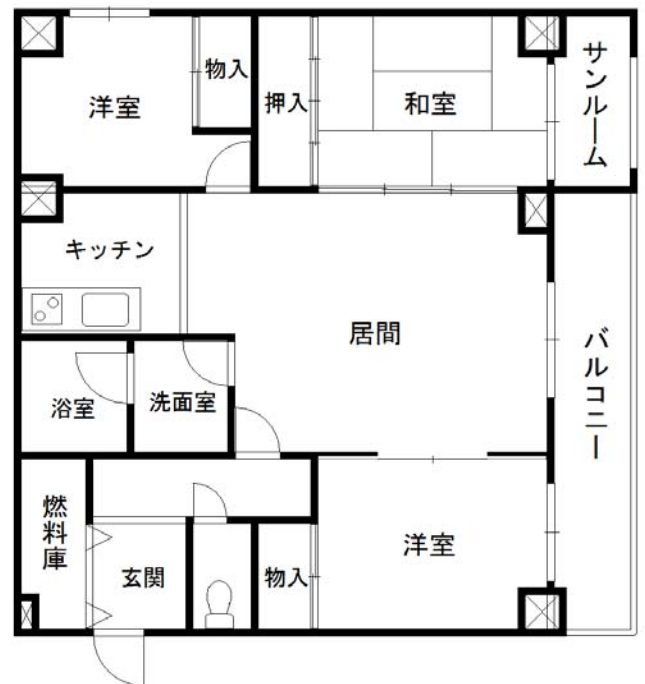 洋室
物入
押入
和室
サンルーム
キッチン
居間
バルコニー
浴室
洗面室
燃料庫
玄関
物入
洋室